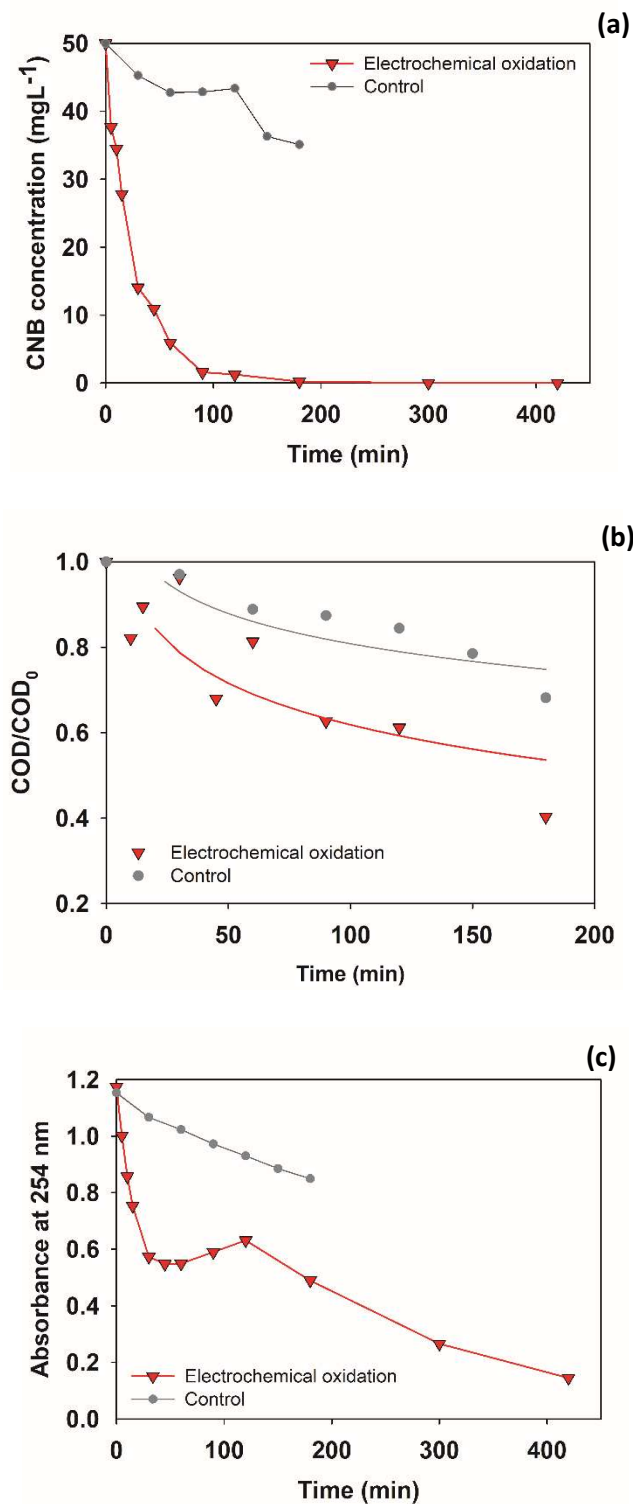 (a)
50
40
30
20
10
0
CNB concentration (mgL⁻¹)
Electrochemical oxidation
Control
0 100 200 300 400
Time (min)
(b)
1.0
0.8
0.6
0.4
0.2
COD/COD₀
Electrochemical oxidation
Control
0 50 100 150 200
Time (min)
(c)
1.2
1.0
0.8
0.6
0.4
0.2
0.0
Absorbance at 254 nm
Electrochemical oxidation
Control
0 100 200 300 400
Time (min)